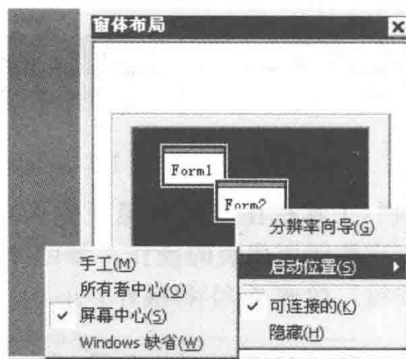 窗体布局
Form1
Form2
分辨率向导(G)
启动位置(S)
手工(M)
所有者中心(O)
可连接的(K)
屏幕中心(S)
隐藏(H)
Windows 缺省(W)